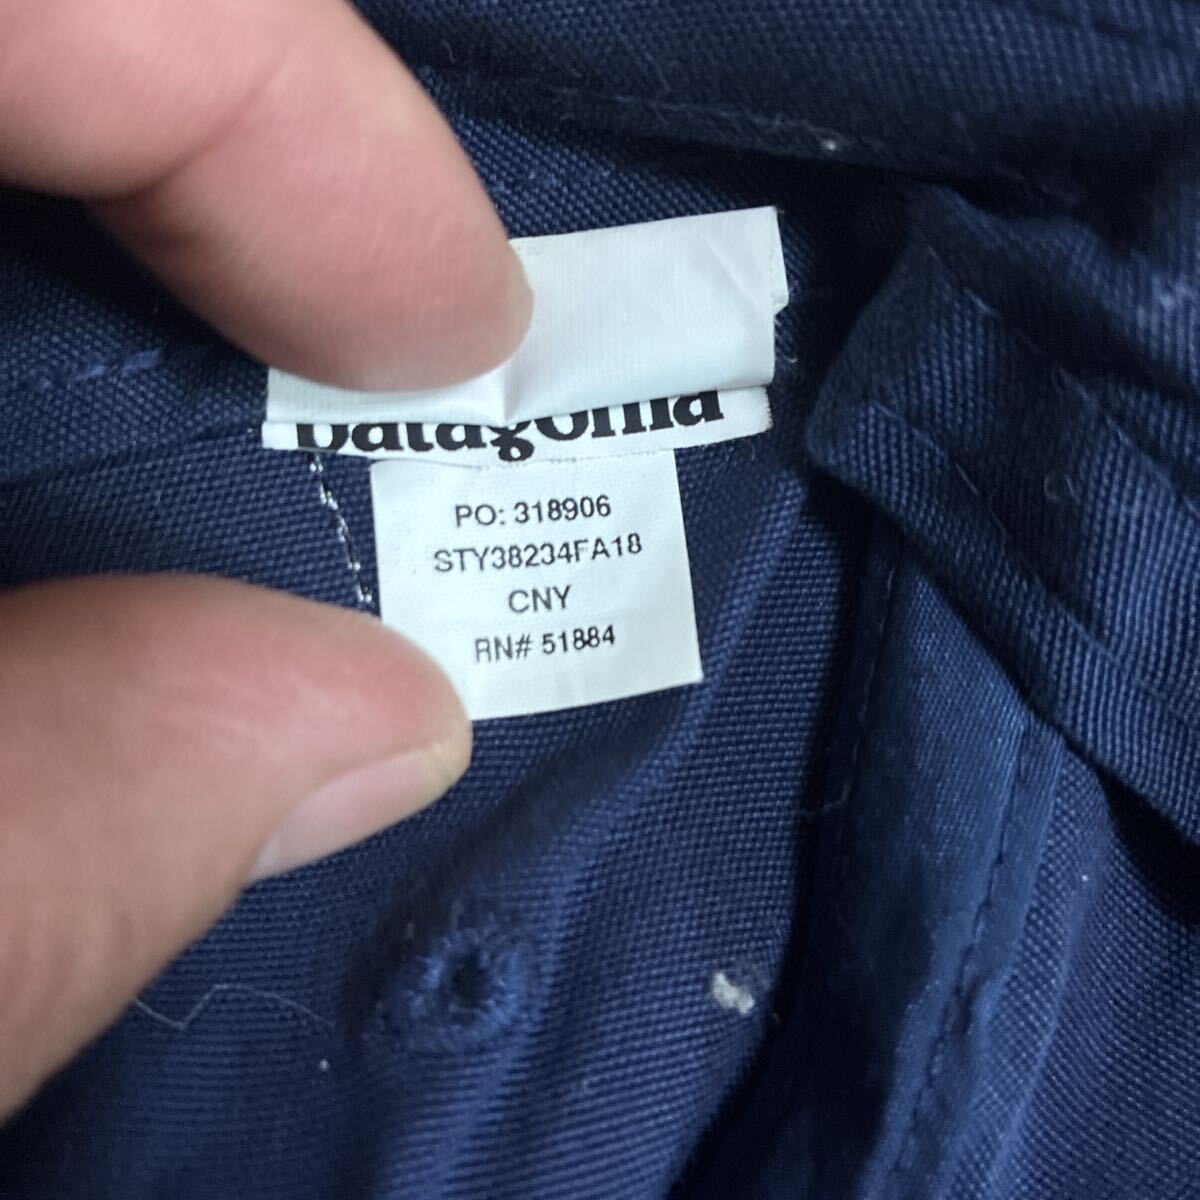 patagonia
PO: 318906
STY38234FA18
CNY
RN# 51884